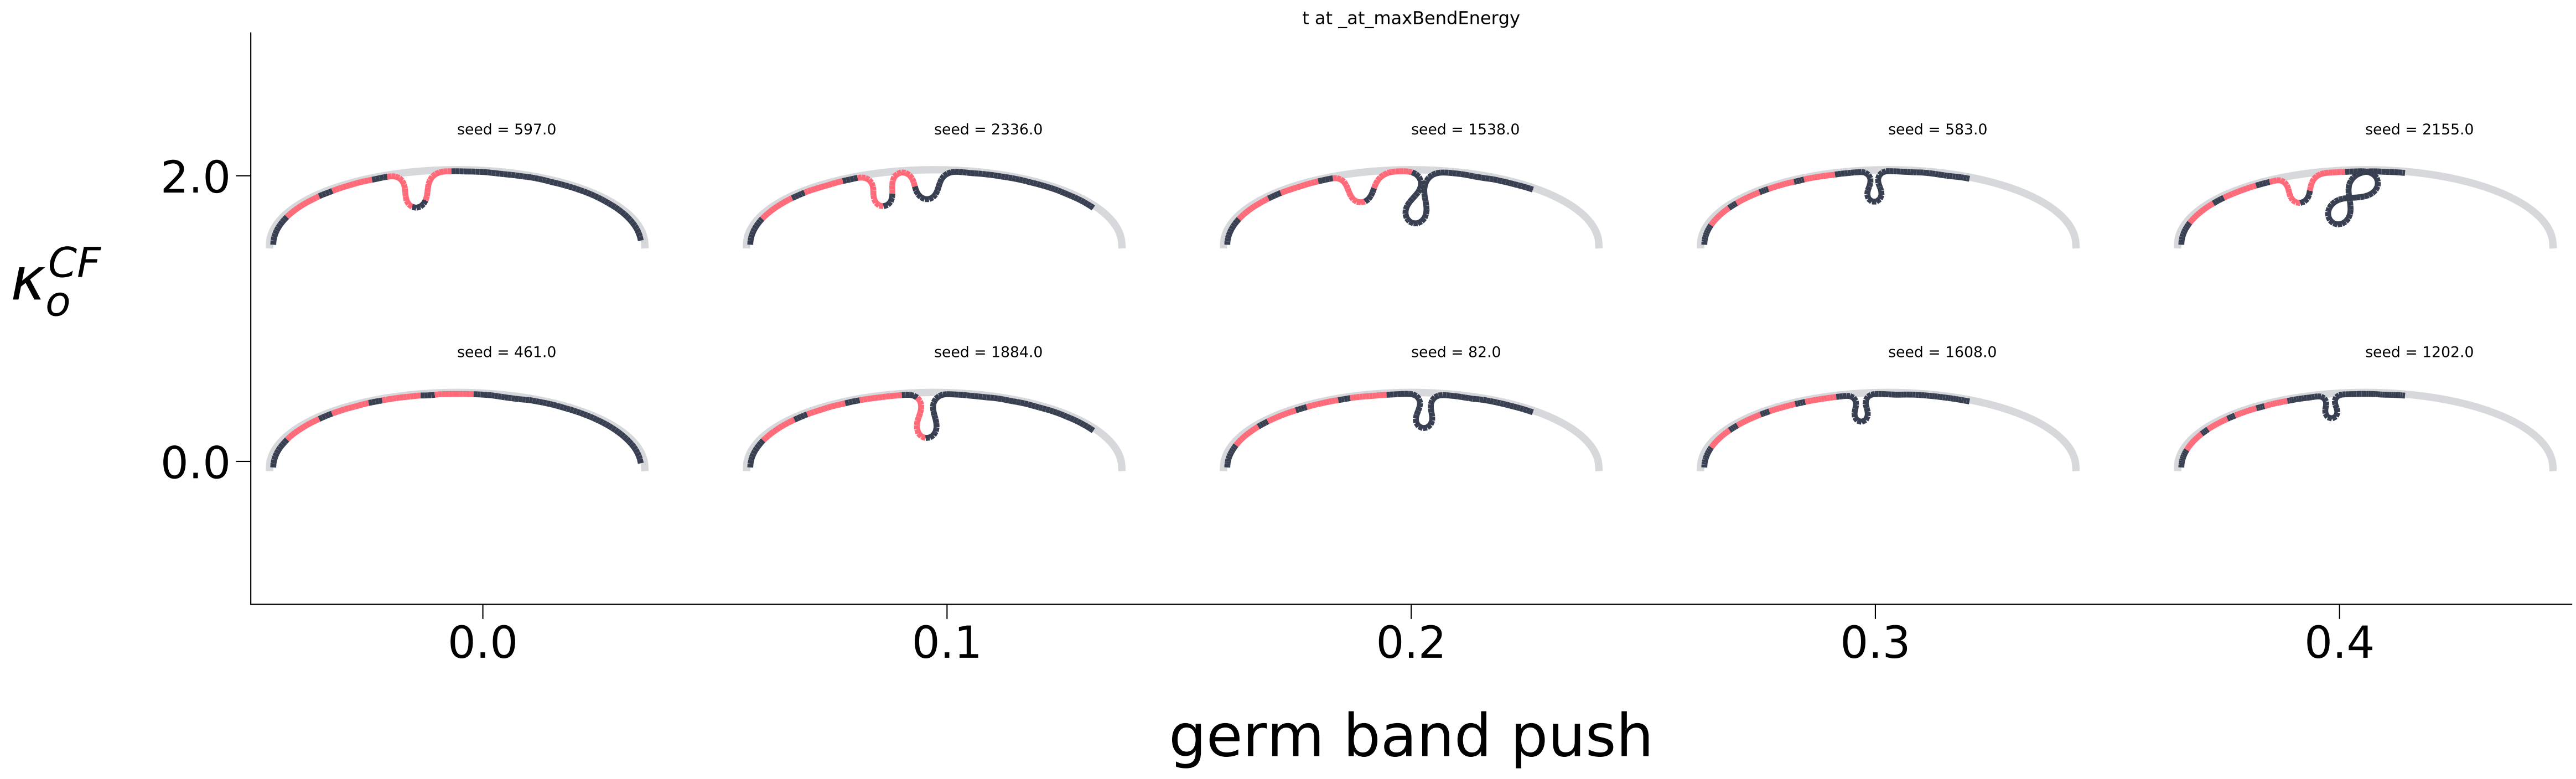 t at _at_maxBendEnergy
seed = 597.0 seed = 2336.0 seed = 1538.0 seed = 583.0 seed = 2155.0
2.0
κ_o^{CF}
seed = 461.0 seed = 1884.0 seed = 82.0 seed = 1608.0 seed = 1202.0
0.0
0.0 0.1 0.2 0.3 0.4
germ band push